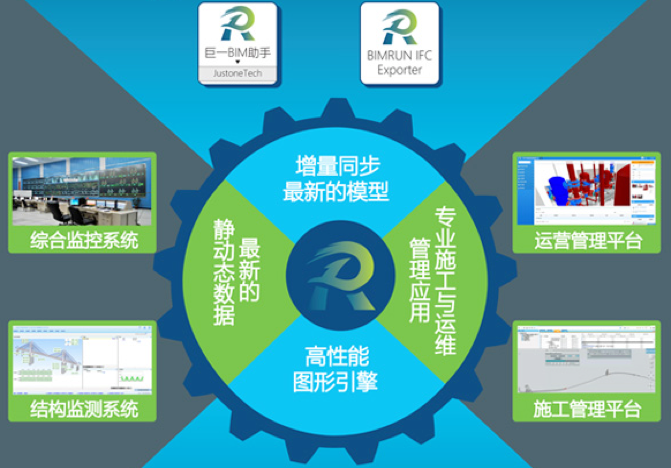 巨一BIM助手
JustoneTech
BIMRUN IFC
Exporter
增量同步
最新的模型
综合监控系统
最新的
静动态数据
专业施工与运维
管理应用
运营管理平台
高性能
图形引擎
结构监测系统
施工管理平台